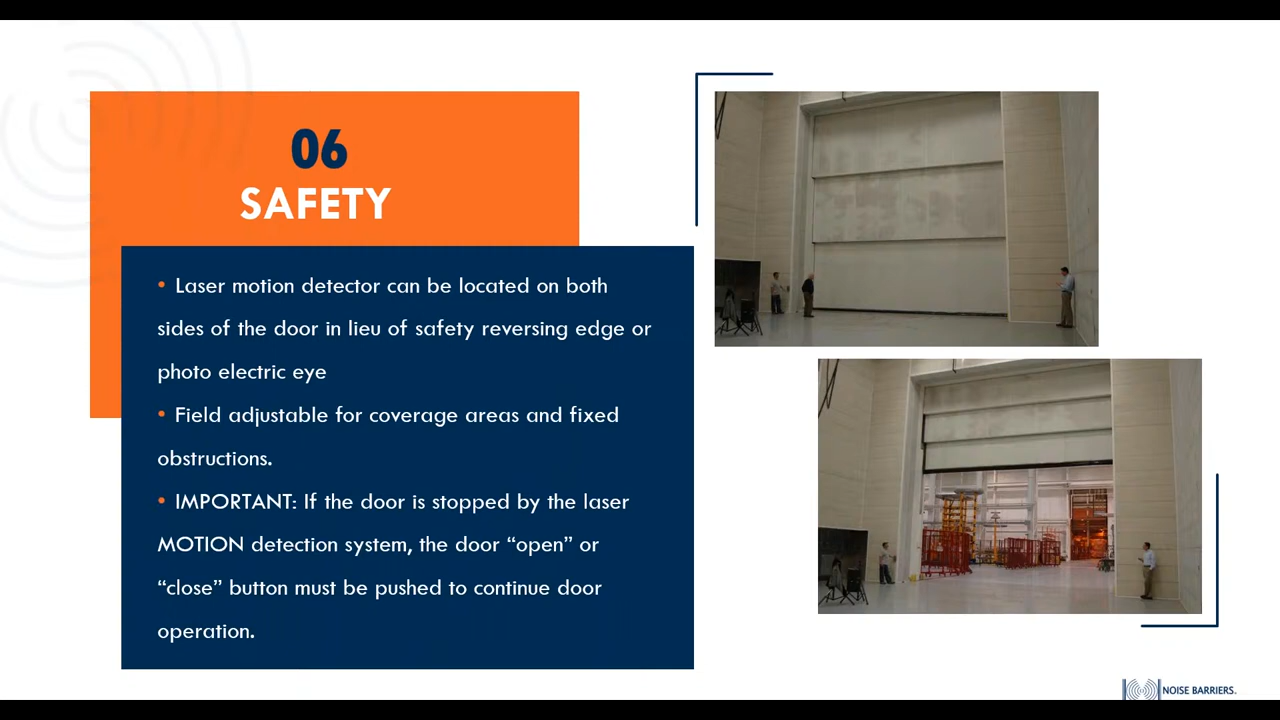 06
SAFETY
• Laser motion detector can be located on both
sides of the door in lieu of safety reversing edge or
photo electric eye
• Field adjustable for coverage areas and fixed
obstructions.
• IMPORTANT: If the door is stopped by the laser
MOTION detection system, the door “open” or
“close” button must be pushed to continue door
operation.
NOISE BARRIERS.